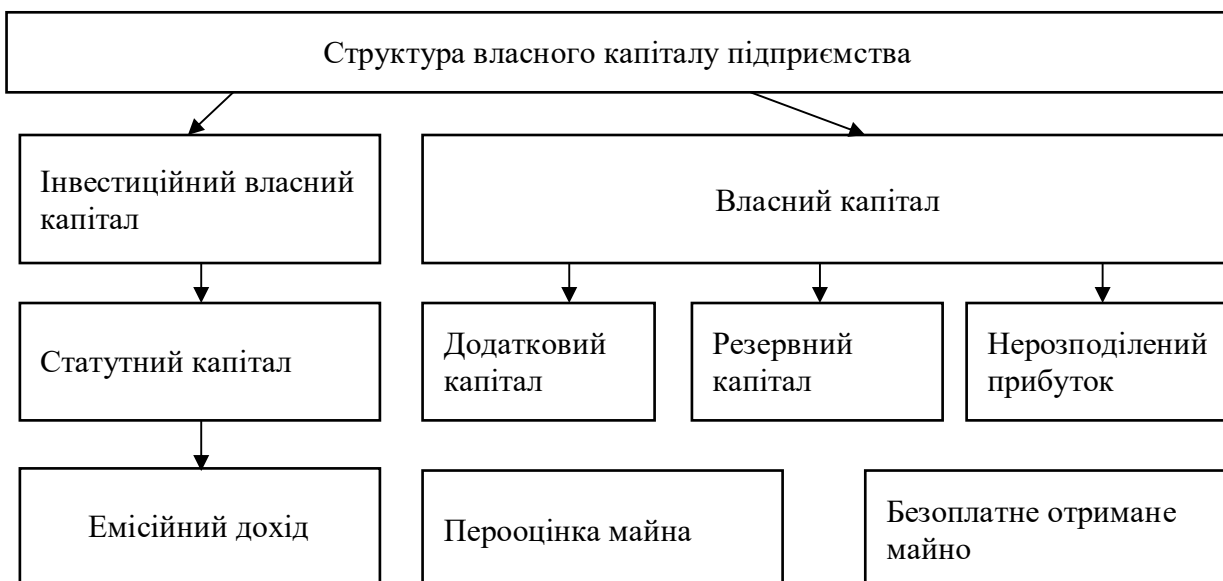 Структура власного капіталу підприємства
Інвестиційний власний
капітал
Власний капітал
Статутний капітал
Додатковий
капітал
Резервний
капітал
Нерозподілений
прибуток
Емісійний дохід
Перооцінка майна
Безоплатне отримане
майно